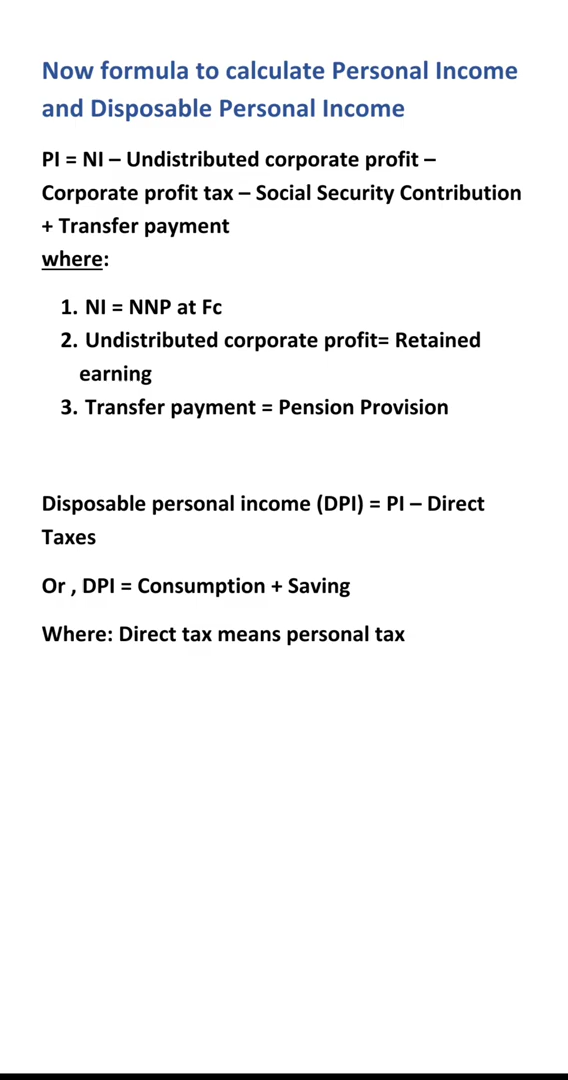 Now formula to calculate Personal Income
and Disposable Personal Income
PI = NI – Undistributed corporate profit –
Corporate profit tax – Social Security Contribution
+ Transfer payment
where:
1. NI = NNP at Fc
2. Undistributed corporate profit= Retained
earning
3. Transfer payment = Pension Provision
Disposable personal income (DPI) = PI – Direct
Taxes
Or , DPI = Consumption + Saving
Where: Direct tax means personal tax